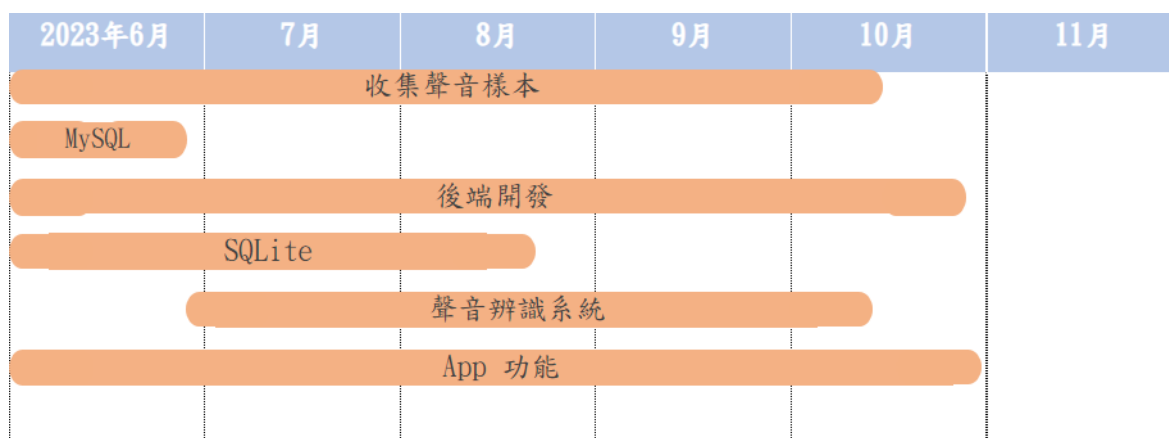 2023年6月 7月 8月 9月 10月 11月
收集聲音樣本
MySQL
後端開發
SQLite
聲音辨識系統
App 功能